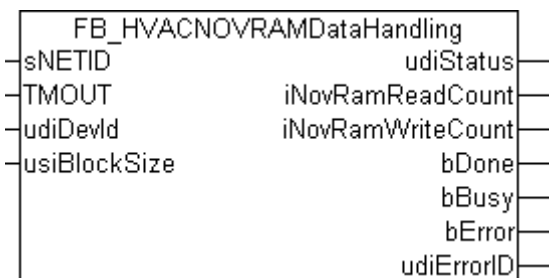 FB_HVACNOVRAMDataHandling
sNETID udiStatus
TMOUT iNovRamReadCount
udiDevId iNovRamWriteCount
usiBlockSize bDone
bBusy
bError
udiErrorID